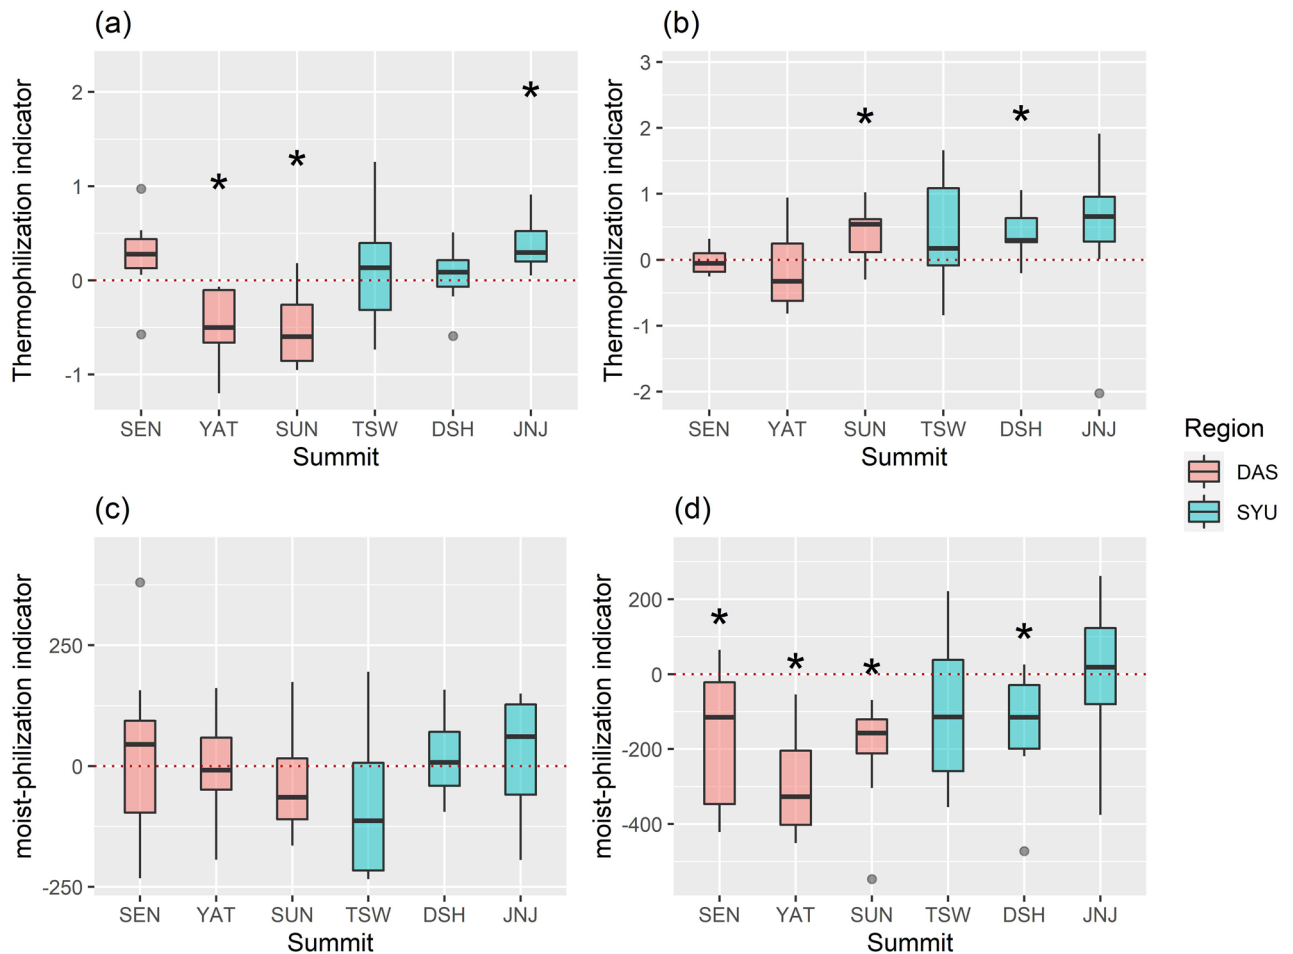 (a)
Thermophilization indicator
2
1
0
-1
*
*
*
SEN YAT SUN TSW DSH JNJ
Summit
(b)
Thermophilization indicator
3
2
1
0
-1
-2
*
*
SEN YAT SUN TSW DSH JNJ
Summit
Region
DAS
SYU
(c)
moist-philization indicator
250
0
-250
SEN YAT SUN TSW DSH JNJ
Summit
(d)
moist-philization indicator
200
0
-200
-400
*
*
*
*
SEN YAT SUN TSW DSH JNJ
Summit